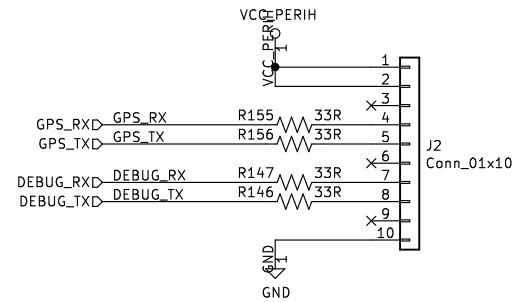 VCC_PERIH
VCC_PERIH
1
1
2
3
GPS_RX
GPS_RX
R155
33R
4
GPS_TX
GPS_TX
R156
33R
5
J2
6
Conn_01x10
DEBUG_RX
DEBUG_RX
R147
33R
7
DEBUG_TX
DEBUG_TX
R146
33R
8
9
10
GND
1
GND